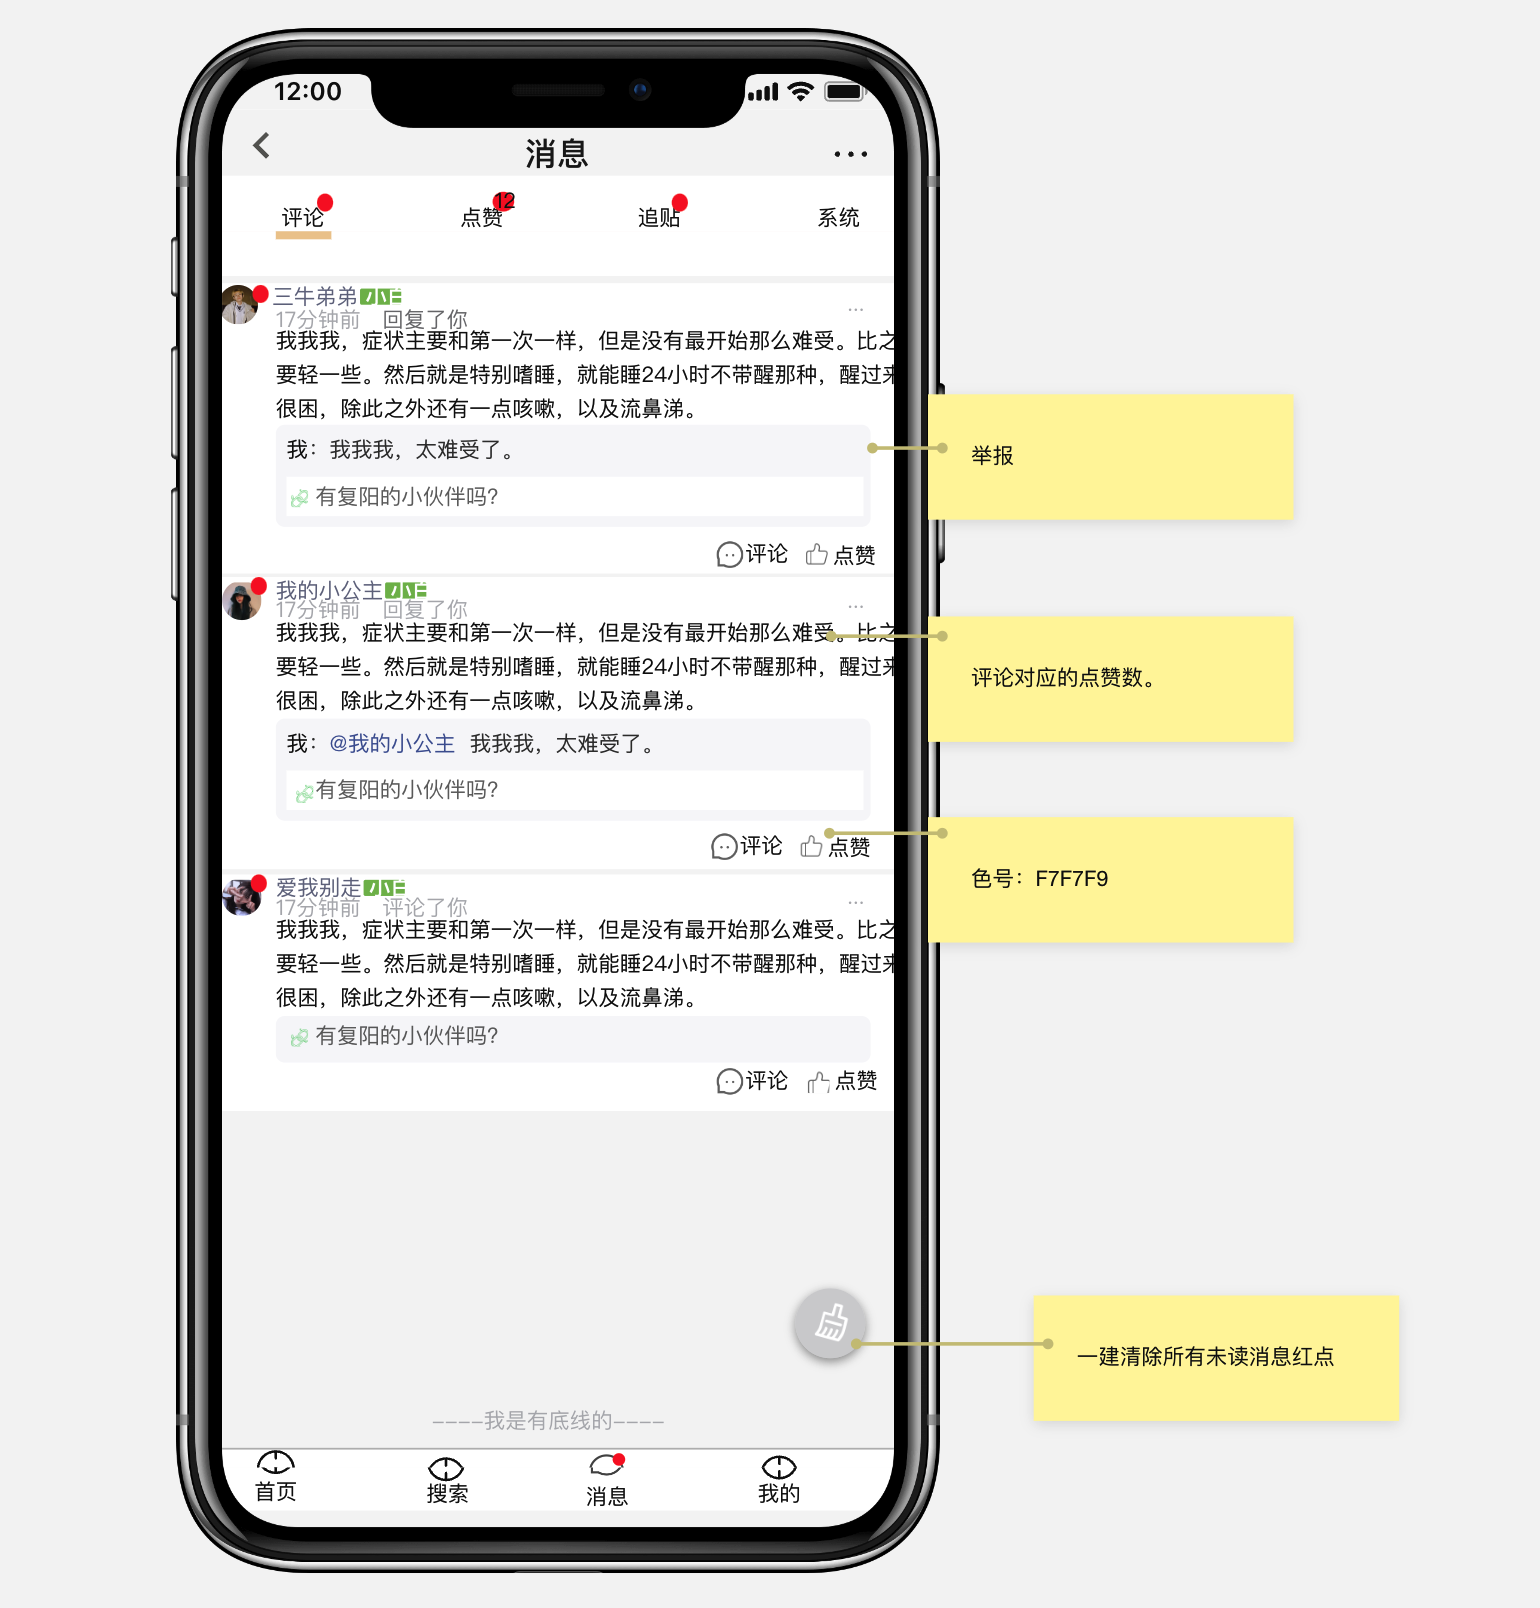 12:00
消息
评论
点赞
12
追贴
系统
三牛弟弟
17分钟前 回复了你
我我我，症状主要和第一次一样，但是没有最开始那么难受。比之
要轻一些。然后就是特别嗜睡，就能睡24小时不带醒那种，醒过来
很困，除此之外还有一点咳嗽，以及流鼻涕。
我：我我我，太难受了。
有复阳的小伙伴吗?
评论 点赞
举报
我的小公主
17分钟前 回复了你
我我我，症状主要和第一次一样，但是没有最开始那么难受。比之
要轻一些。然后就是特别嗜睡，就能睡24小时不带醒那种，醒过来
很困，除此之外还有一点咳嗽，以及流鼻涕。
我：@我的小公主 我我我，太难受了。
有复阳的小伙伴吗?
评论 点赞
评论对应的点赞数。
色号：F7F7F9
爱我别走
17分钟前 评论了你
我我我，症状主要和第一次一样，但是没有最开始那么难受。比之
要轻一些。然后就是特别嗜睡，就能睡24小时不带醒那种，醒过来
很困，除此之外还有一点咳嗽，以及流鼻涕。
有复阳的小伙伴吗?
评论 点赞
一建清除所有未读消息红点
----我是有底线的----
首页
搜索
消息
我的